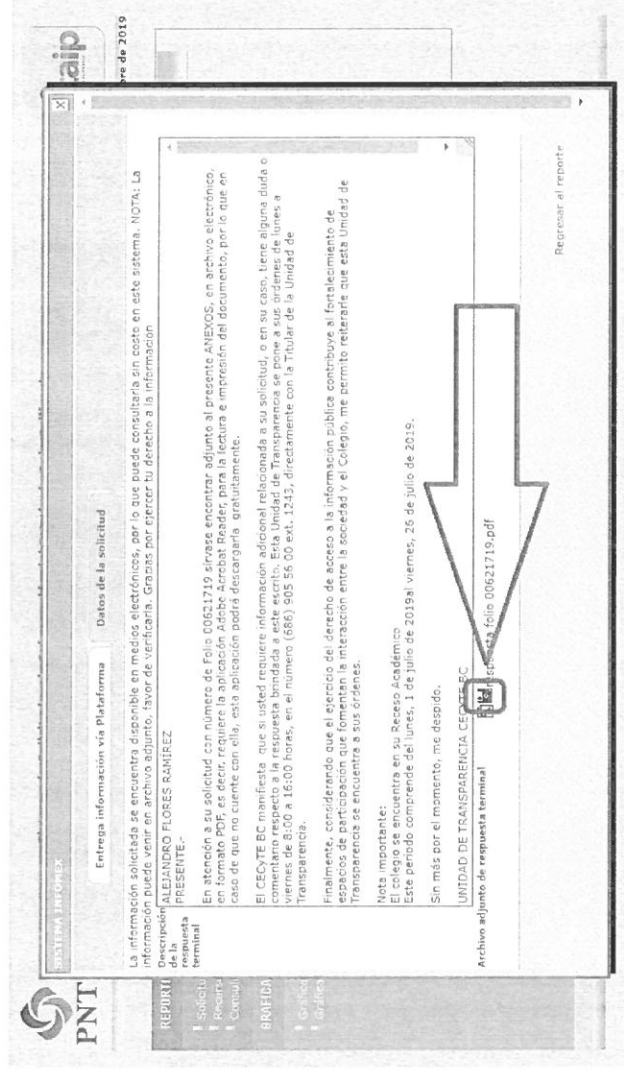 PNT
taip
re de 2019
SISTEMA INFOMEX
X
REPORTE
Solicitu
Recurso
Consult
GRAFICA
Gráfica
Gráfica
Entrega información vía Plataforma
Datos de la solicitud
La información solicitada se encuentra disponible en medios electrónicos, por lo que puede consultarla sin costo en este sistema. NOTA: La
información puede venir en archivo adjunto, favor de verificarla. Gracias por ejercer tu derecho a la información
Descripción de la respuesta terminal
ALEJANDRO FLORES RAMÍREZ
PRESENTE.-
En atención a su solicitud con número de Folio 00621719 sírvase encontrar adjunto al presente ANEXOS, en archivo electrónico,
en formato PDF, es decir, requiere la aplicación Adobe Acrobat Reader, para la lectura e impresión del documento, por lo que en
caso de que no cuente con ella, esta aplicación podrá descargarla gratuitamente.
El CECyTE BC manifiesta que si usted requiere información adicional relacionada a su solicitud, o en su caso, tiene alguna duda o
comentario respecto a la respuesta brindada a este escrito. Esta Unidad de Transparencia se pone a sus órdenes de lunes a
viernes de 8:00 a 16:00 horas, en el número (686) 905 56 00 ext. 1243, directamente con la Titular de la Unidad de
Transparencia.
Finalmente, considerando que el ejercicio del derecho de acceso a la información pública contribuye al fortalecimiento de
espacios de participación que fomentan la interacción entre la sociedad y el Colegio, me permito reiterarle que esta Unidad de
Transparencia se encuentra a sus órdenes.
Nota importante:
El colegio se encuentra en su Receso Académico
Este periodo comprende del lunes, 1 de julio de 2019al viernes, 26 de julio de 2019.
Sin más por el momento, me despido.
UNIDAD DE TRANSPARENCIA CECYTE BC
Archivo adjunto de respuesta terminal
spuesta folio 00621719.pdf
Regresar al reporte